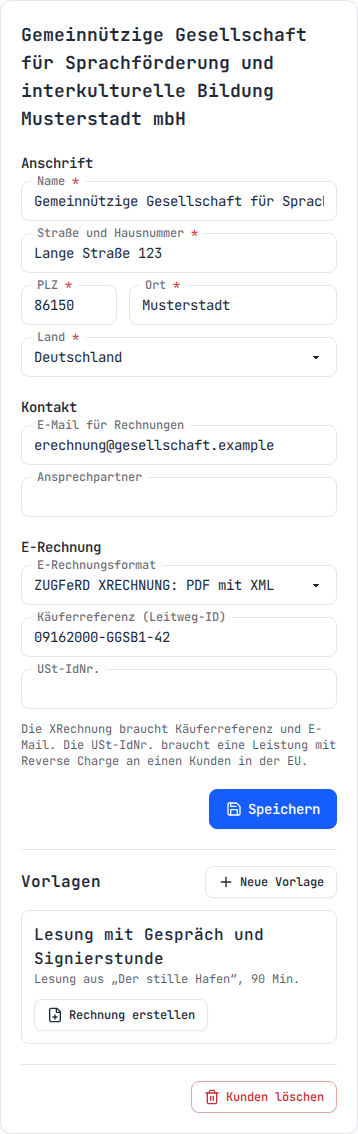 Gemeinnützige Gesellschaft
für Sprachförderung und
interkulturelle Bildung
Musterstadt mbH
Anschrift
Name *
Gemeinnützige Gesellschaft für Sprach
Straße und Hausnummer *
Lange Straße 123
PLZ *
Ort *
86150
Musterstadt
Land *
Deutschland
Kontakt
E-Mail für Rechnungen
erechnung@gesellschaft.example
Ansprechpartner
E-Rechnung
E-Rechnungsformat
ZUGFeRD XRECHNUNG: PDF mit XML
Käuferreferenz (Leitweg-ID)
09162000-GGSB1-42
USt-IdNr.
Die XRechnung braucht Käuferreferenz und E-
Mail. Die USt-IdNr. braucht eine Leistung mit
Reverse Charge an einen Kunden in der EU.
Speichern
Vorlagen
Neue Vorlage
Lesung mit Gespräch und
Signierstunde
Lesung aus „Der stille Hafen“, 90 Min.
Rechnung erstellen
Kunden löschen